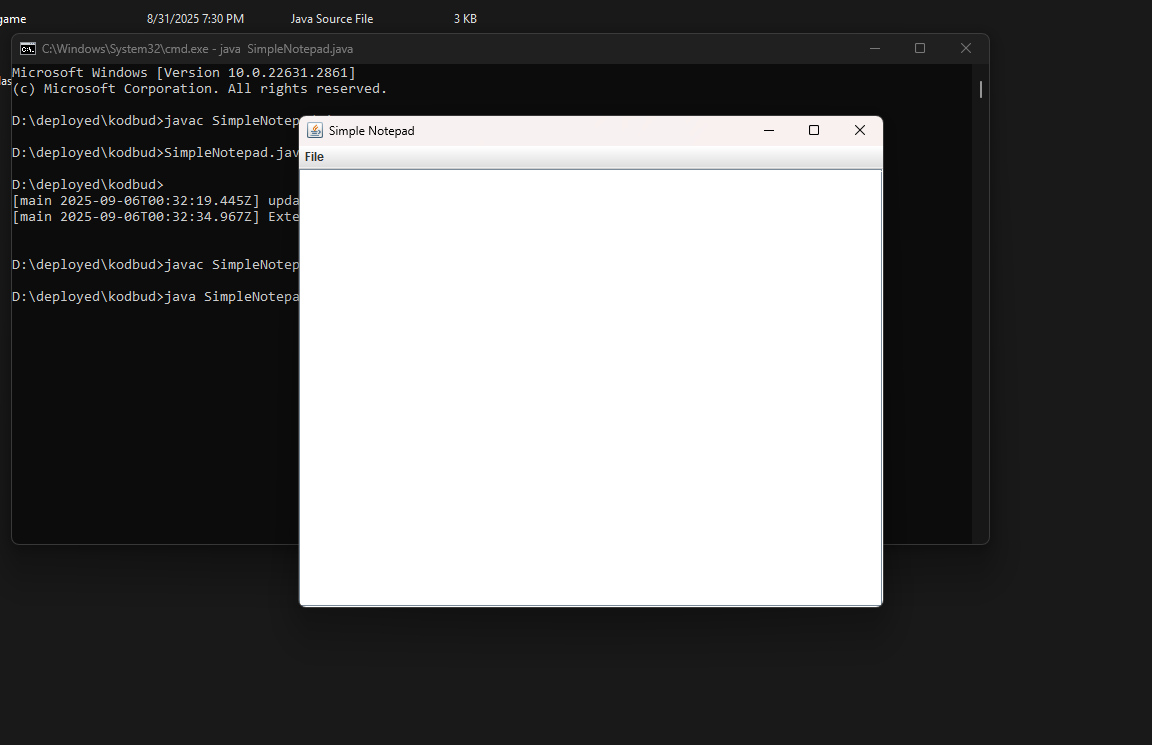 game 8/31/2025 7:30 PM Java Source File 3 KB
C:\Windows\System32\cmd.exe - java  SimpleNotepad.java
Microsoft Windows [Version 10.0.22631.2861]
(c) Microsoft Corporation. All rights reserved.
D:\deployed\kodbud>javac SimpleNotep
Simple Notepad
File
D:\deployed\kodbud>SimpleNotepad.jav
D:\deployed\kodbud>
[main 2025-09-06T00:32:19.445Z] upda
[main 2025-09-06T00:32:34.967Z] Exte
D:\deployed\kodbud>javac SimpleNotep
D:\deployed\kodbud>java SimpleNotepa